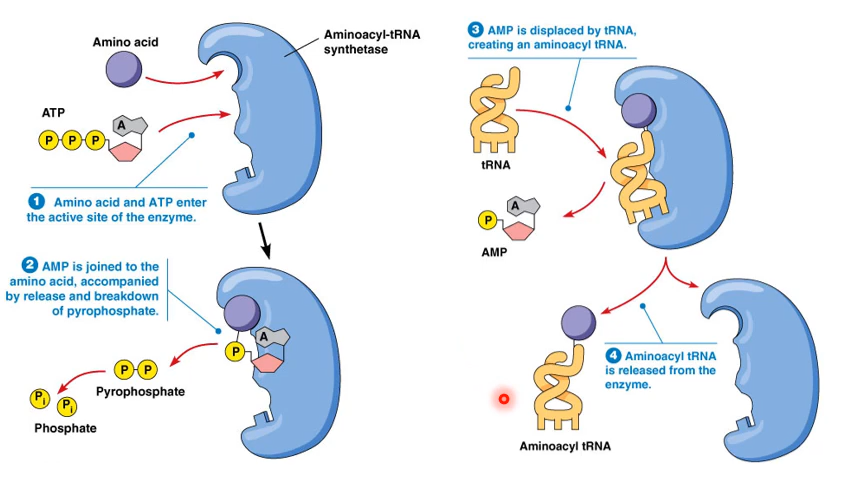 Amino acid
Aminoacyl-tRNA
synthetase
ATP
P P P A
1 Amino acid and ATP enter
the active site of the enzyme.
2 AMP is joined to the
amino acid, accompanied
by release and breakdown
of pyrophosphate.
A
P
P P
Pyrophosphate
Pi
Pi
Phosphate
3 AMP is displaced by tRNA,
creating an aminoacyl tRNA.
tRNA
A
P
AMP
4 Aminoacyl tRNA
is released from the
enzyme.
Aminoacyl tRNA